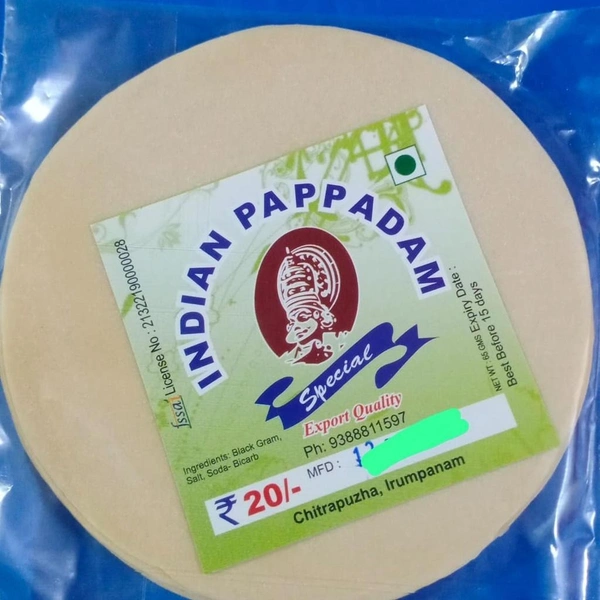 INDIAN PAPPADAM
fssai License No : 21322190000028
Special
Export Quality
Ph: 9388811597
Ingredients: Black Gram,
Salt, Soda- Bicarb
NET WT: 65 GMS Expiry Date :
Best Before 15 days
₹ 20/- MFD :
Chitrapuzha, Irumpanam